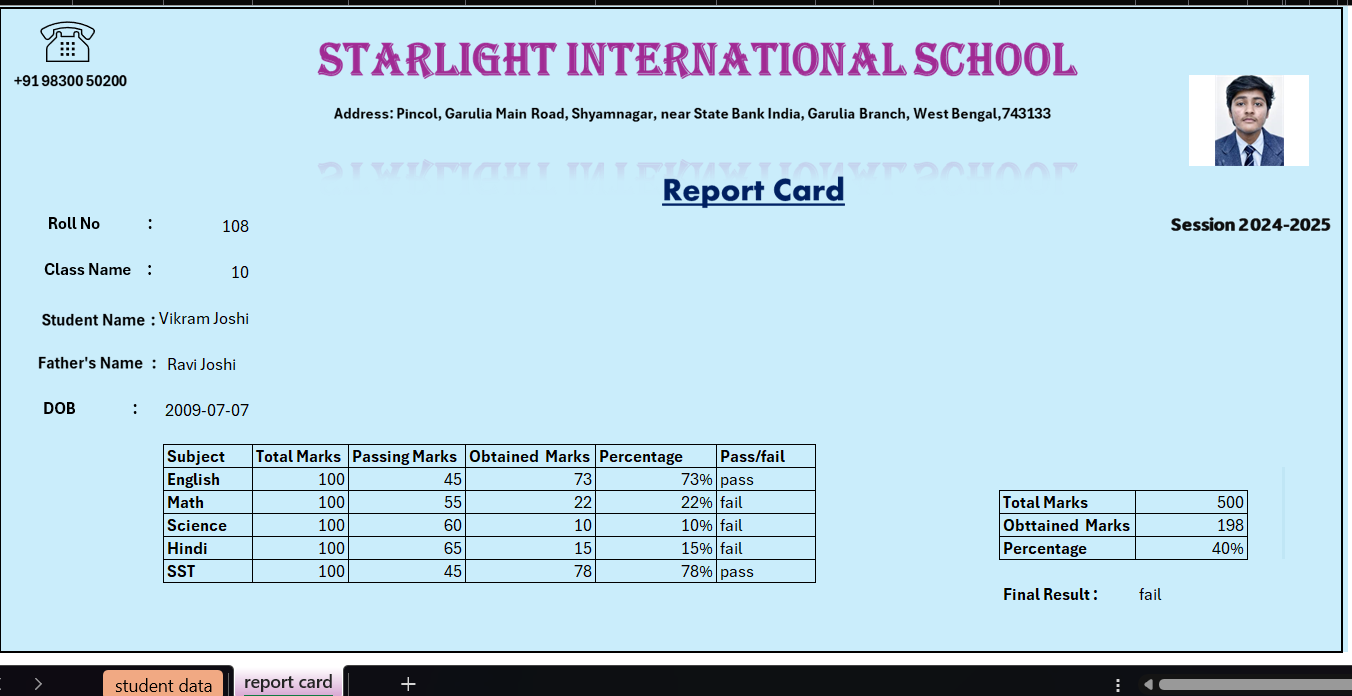 STARLIGHT INTERNATIONAL SCHOOL
+91 98300 50200
Address: Pincol, Garulia Main Road, Shyamnagar, near State Bank India, Garulia Branch, West Bengal,743133
Report Card
Roll No : 108
Session 2024-2025
Class Name : 10
Student Name : Vikram Joshi
Father's Name : Ravi Joshi
DOB : 2009-07-07
Subject Total Marks Passing Marks Obtained Marks Percentage Pass/fail
English 100 45 73 73% pass
Math 100 55 22 22% fail
Science 100 60 10 10% fail
Hindi 100 65 15 15% fail
SST 100 45 78 78% pass
Total Marks 500
Obttained Marks 198
Percentage 40%
Final Result : fail
student data
report card